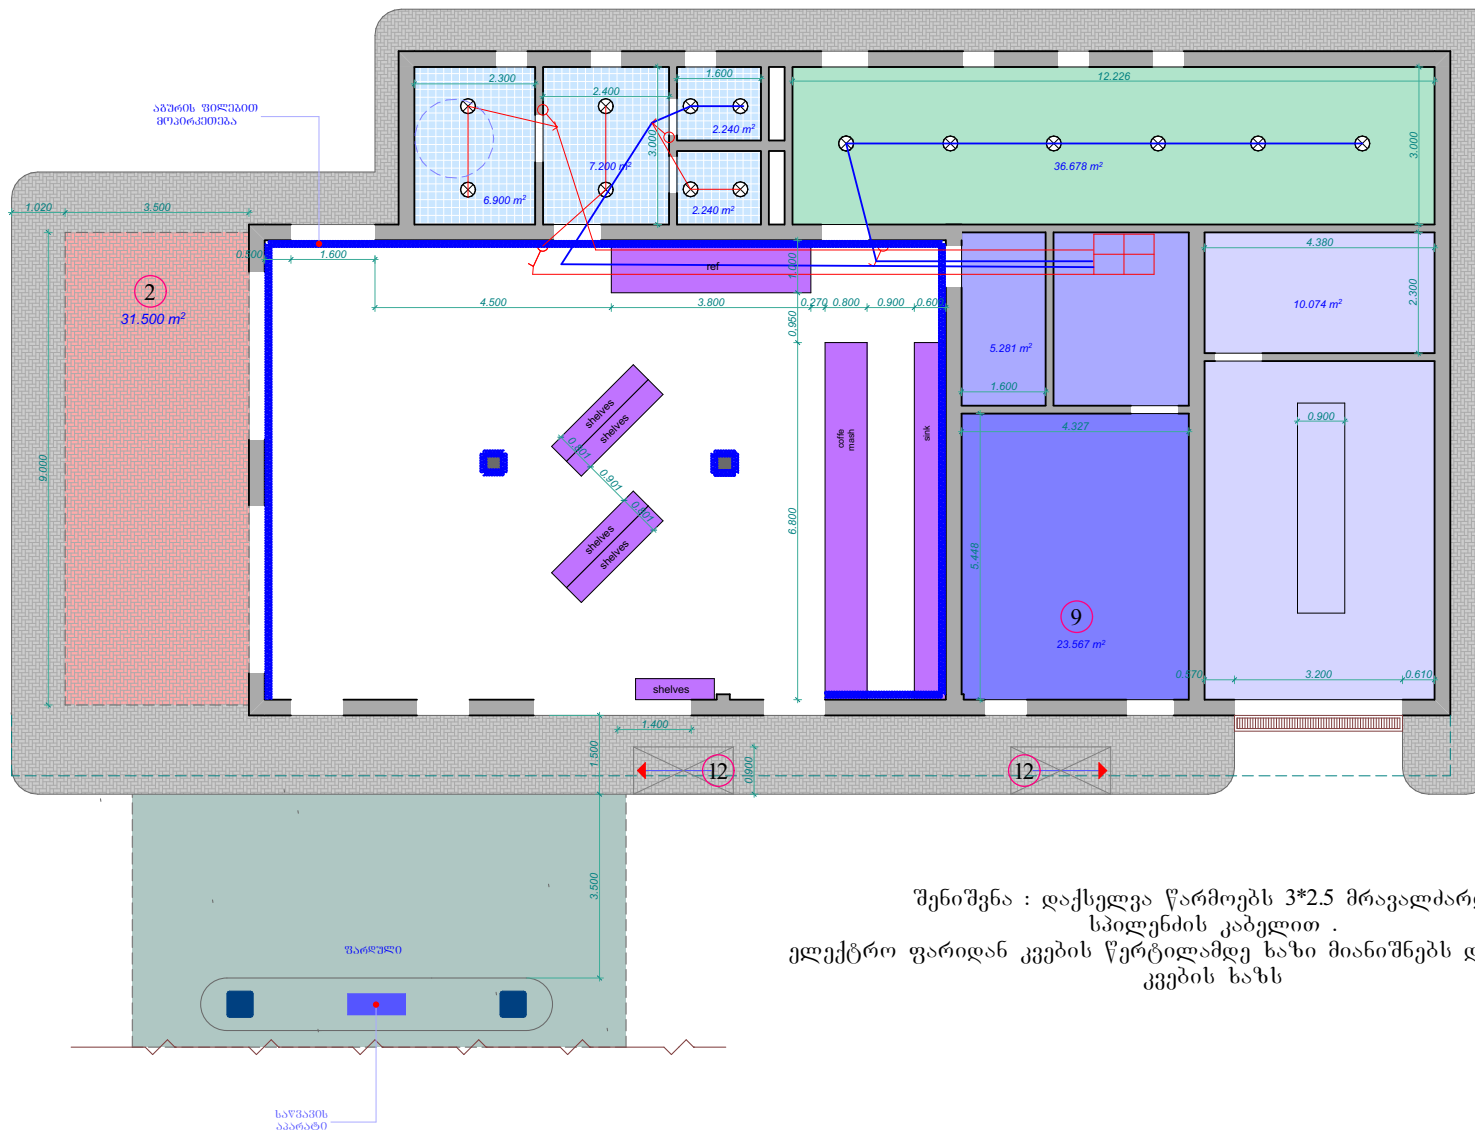 2.300
2.400
1.600
12.226
აგურის ფილებით
მოპირკეთება
2.240 m²
3.000
3.000
7.200 m²
36.678 m²
6.900 m²
2.240 m²
1.020
3.500
4.380
0.500
1.600
1.000
ref
2
31.500 m²
4.500
3.800
0.270
0.800
0.900
0.600
10.074 m²
2.300
0.950
5.281 m²
1.600
shelves
shelves
0.801
0.901
0.801
coffe
mash
sink
4.327
0.900
9.000
6.800
5.448
shelves
shelves
9
23.567 m²
shelves
0.570
3.200
0.610
1.400
1.500
0.900
12
12
3.500
შენიშვნა : დაქსელვა წარმოებს 3*2.5
სპილენძის კაბელით .
ელექტრო ფარიდან კვების წერტილამდე ხაზი მიანიშნებს
კვების ხაზს
ფარდული
საწვავის
აპარატი